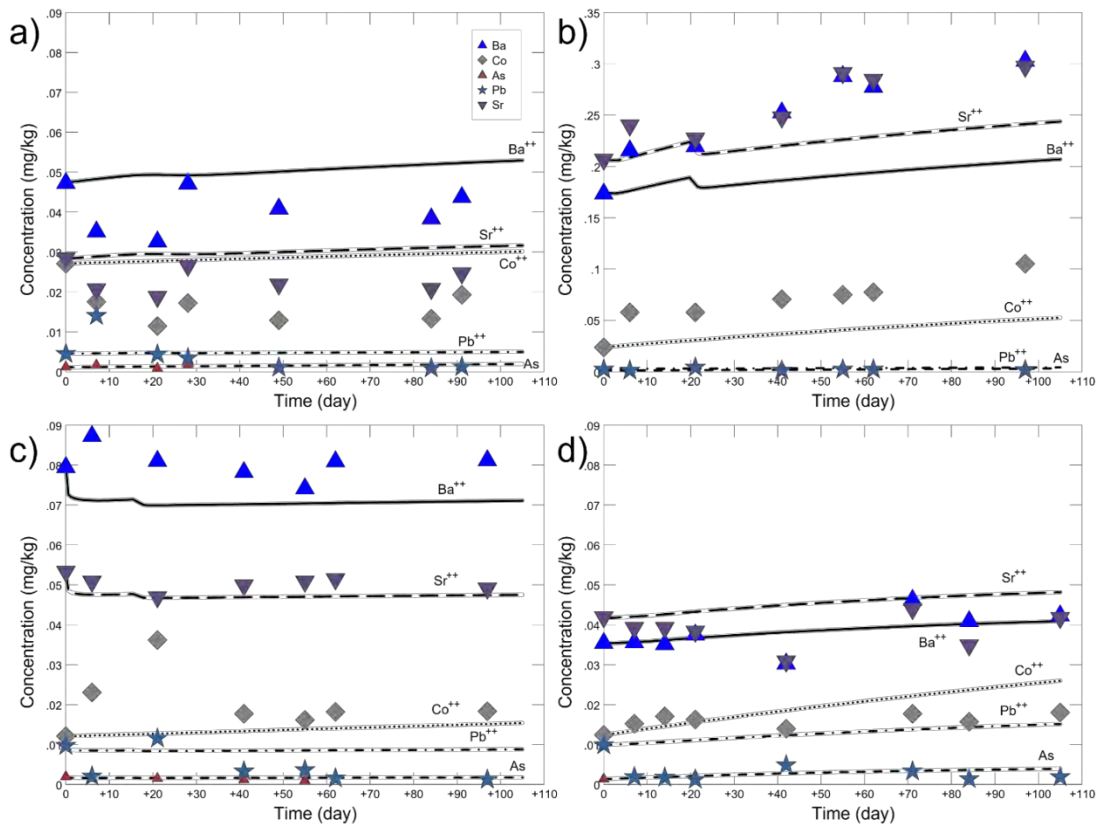 a)
.09
.08
.07
.06
.05
.04
.03
.02
.01
0
Concentration (mg/kg)
Ba
Co
As
Pb
Sr
Ba++
Sr++
Co++
Pb++
As
0 +10 +20 +30 +40 +50 +60 +70 +80 +90 +100 +110
Time (day)
b)
.35
.3
.25
.2
.15
.1
.05
0
Concentration (mg/kg)
Sr++
Ba++
Co++
Pb++ As
0 +10 +20 +30 +40 +50 +60 +70 +80 +90 +100 +110
Time (day)
c)
.09
.08
.07
.06
.05
.04
.03
.02
.01
0
Concentration (mg/kg)
Ba++
Sr++
Co++
Pb++
As
0 +10 +20 +30 +40 +50 +60 +70 +80 +90 +100 +110
Time (day)
d)
.09
.08
.07
.06
.05
.04
.03
.02
.01
0
Concentration (mg/kg)
Sr++
Ba++
Co++
Pb++
As
0 +10 +20 +30 +40 +50 +60 +70 +80 +90 +100 +110
Time (day)